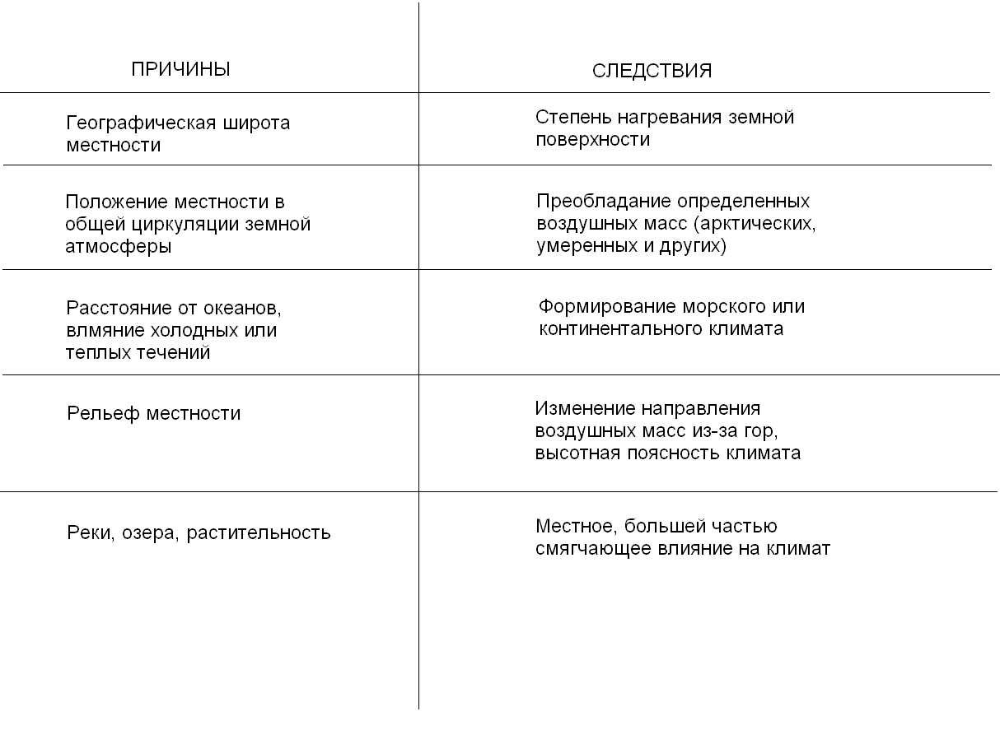 ПРИЧИНЫ
СЛЕДСТВИЯ
Географическая широта
местности
Степень нагревания земной
поверхности
Положение местности в
общей циркуляции земной
атмосферы
Преобладание определенных
воздушных масс (арктических,
умеренных и других)
Расстояние от океанов,
влмяние холодных или
теплых течений
Формирование морского или
континентального климата
Рельеф местности
Изменение направления
воздушных масс из-за гор,
высотная поясность климата
Реки, озера, растительность
Местное, большей частью
смягчающее влияние на климат